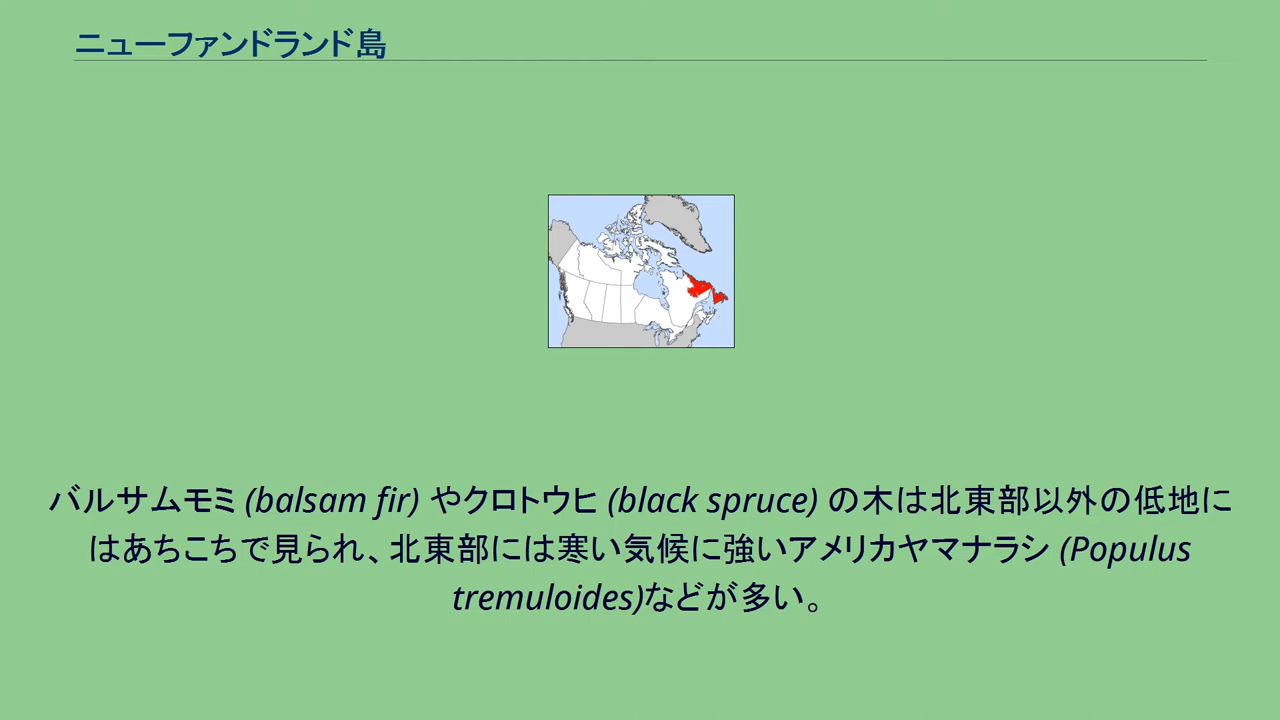 ニューファンドランド島
バルサムモミ (balsam fir) やクロトウヒ (black spruce) の木は北東部以外の低地に
はあちこちで見られ、北東部には寒い気候に強いアメリカヤマナラシ (Populus
tremuloides)などが多い。